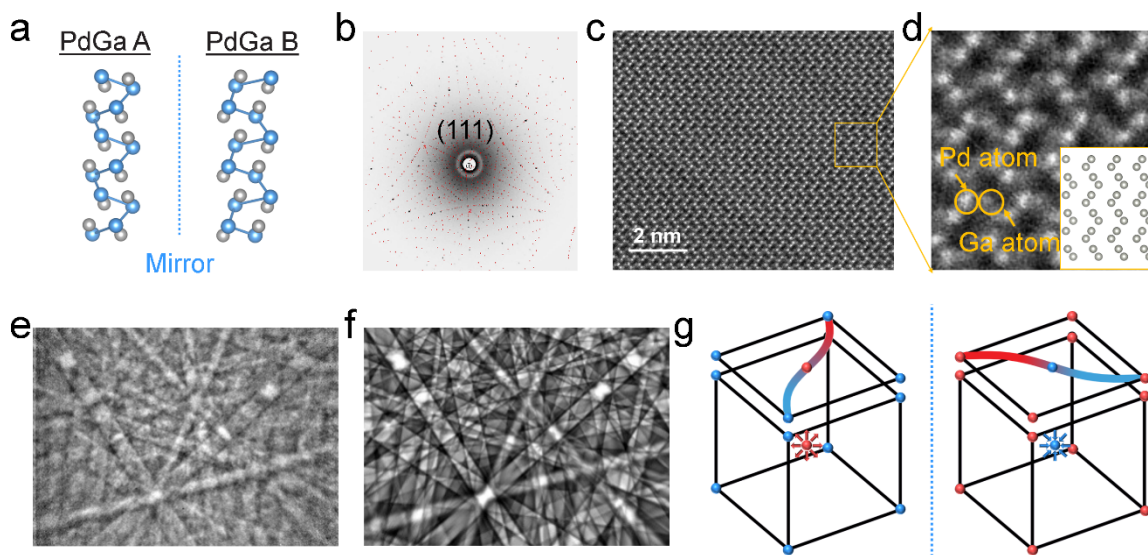 a
PdGa A
PdGa B
Mirror
b
(111)
c
2 nm
d
Pd atom
Ga atom
e
f
g